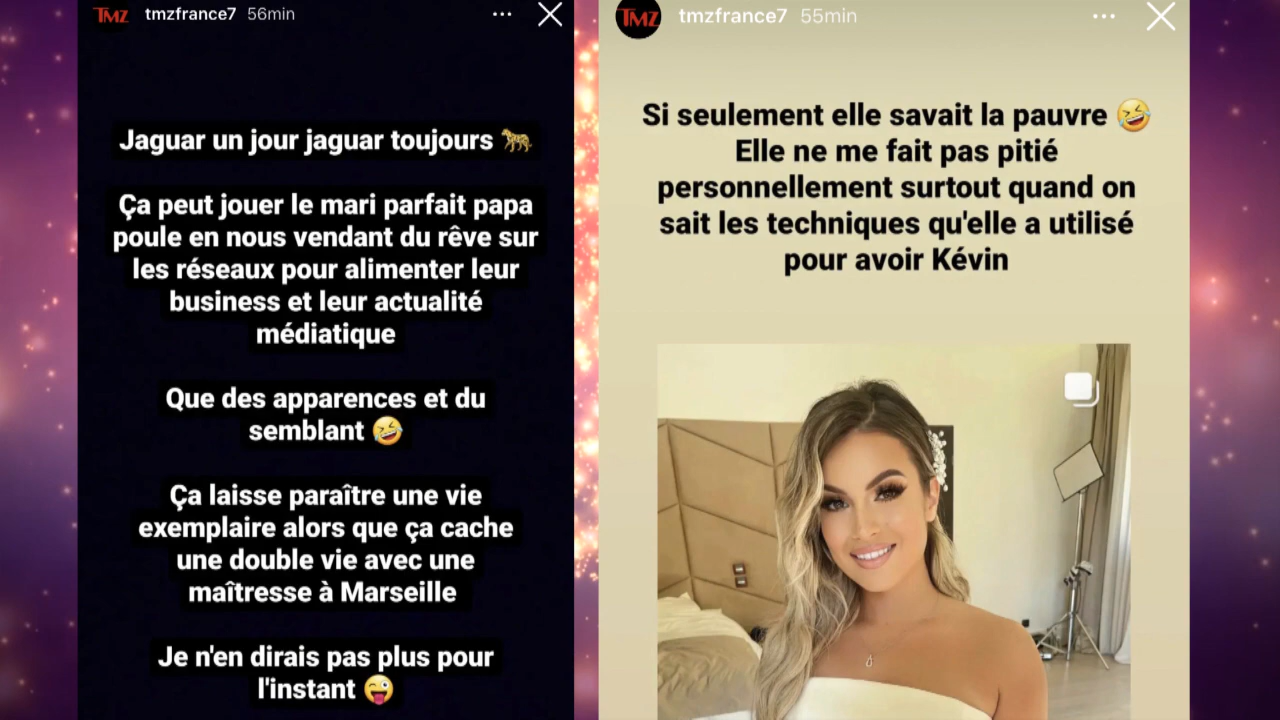 TMZ tmzfrance7 56min
Jaguar un jour jaguar toujours 🐆
Ça peut jouer le mari parfait papa
poule en nous vendant du rêve sur
les réseaux pour alimenter leur
business et leur actualité
médiatique
Que des apparences et du
semblant 🤣
Ça laisse paraître une vie
exemplaire alors que ça cache
une double vie avec une
maîtresse à Marseille
Je n'en dirais pas plus pour
l'instant 😜
TMZ tmzfrance7 55min
Si seulement elle savait la pauvre 🤣
Elle ne me fait pas pitié
personnellement surtout quand on
sait les techniques qu'elle a utilisé
pour avoir Kévin